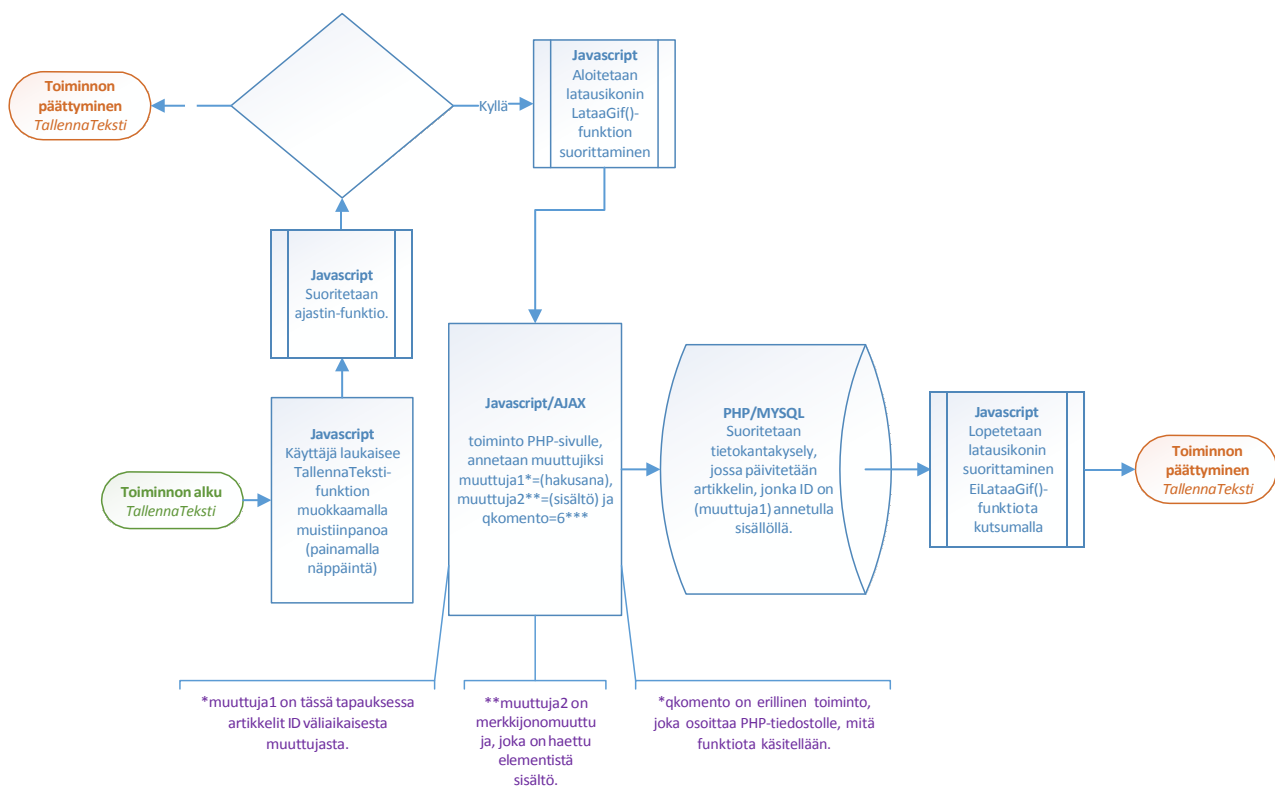 Toiminnon
päättyminen
TallennaTeksti
Kyllä
Javascript
Aloitetaan
latausikonin
LataaGif()-
funktion
suorittaminen
Javascript
Suoritetaan
ajastin-funktio.
Toiminnon alku
TallennaTeksti
Javascript
Käyttäjä laukaisee
TallennaTeksti-
funktion
muokkaamalla
muistiinpanoa
(painamalla
näppäintä)
Javascript/AJAX
toiminto PHP-sivulle,
annetaan muuttujiksi
muuttuja1*=(hakusana),
muuttuja2**=(sisältö) ja
qkomento=6***
PHP/MYSQL
Suoritetaan
tietokantakysely,
jossa päivitetään
artikkelin, jonka ID on
(muuttuja1) annetulla
sisällöllä.
Javascript
Lopetetaan
latausikonin
suorittaminen
EiLataaGif()-
funktiota
kutsumalla
Toiminnon
päättyminen
TallennaTeksti
*muuttuja1 on tässä tapauksessa
artikkelit ID väliaikaisesta
muuttujasta.
**muuttuja2 on
merkkijonomuuttu
ja, joka on haettu
elementistä
sisältö.
*qkomento on erillinen toiminto,
joka osoittaa PHP-tiedostolle, mitä
funktiota käsitellään.